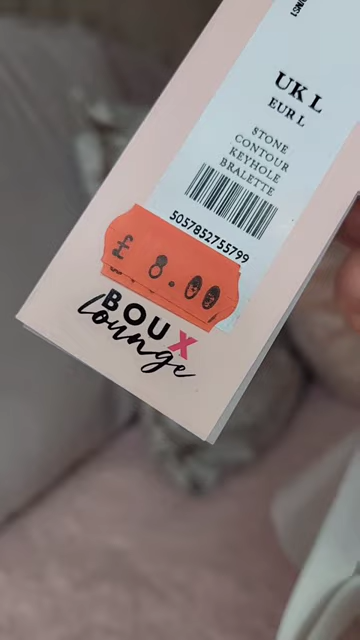 UK L
EUR L
STONE
CONTOUR
KEYHOLE
BRALETTE
5057852755799
£ 8.00
BOUX
lounge